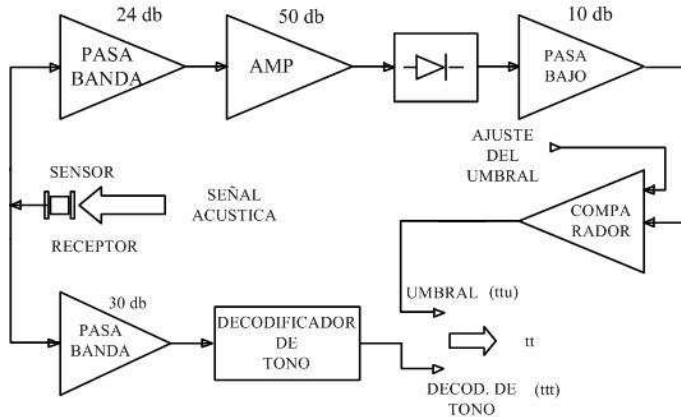 24 db
50 db
10 db
PASA
BANDA
AMP
PASA
BAJO
AJUSTE
DEL
UMBRAL
SENSOR
SEÑAL
ACUSTICA
RECEPTOR
COMPA
RADOR
30 db
PASA
BANDA
DECODIFICADOR
DE
TONO
UMBRAL (ttu)
tt
DECOD. DE (ttt)
TONO